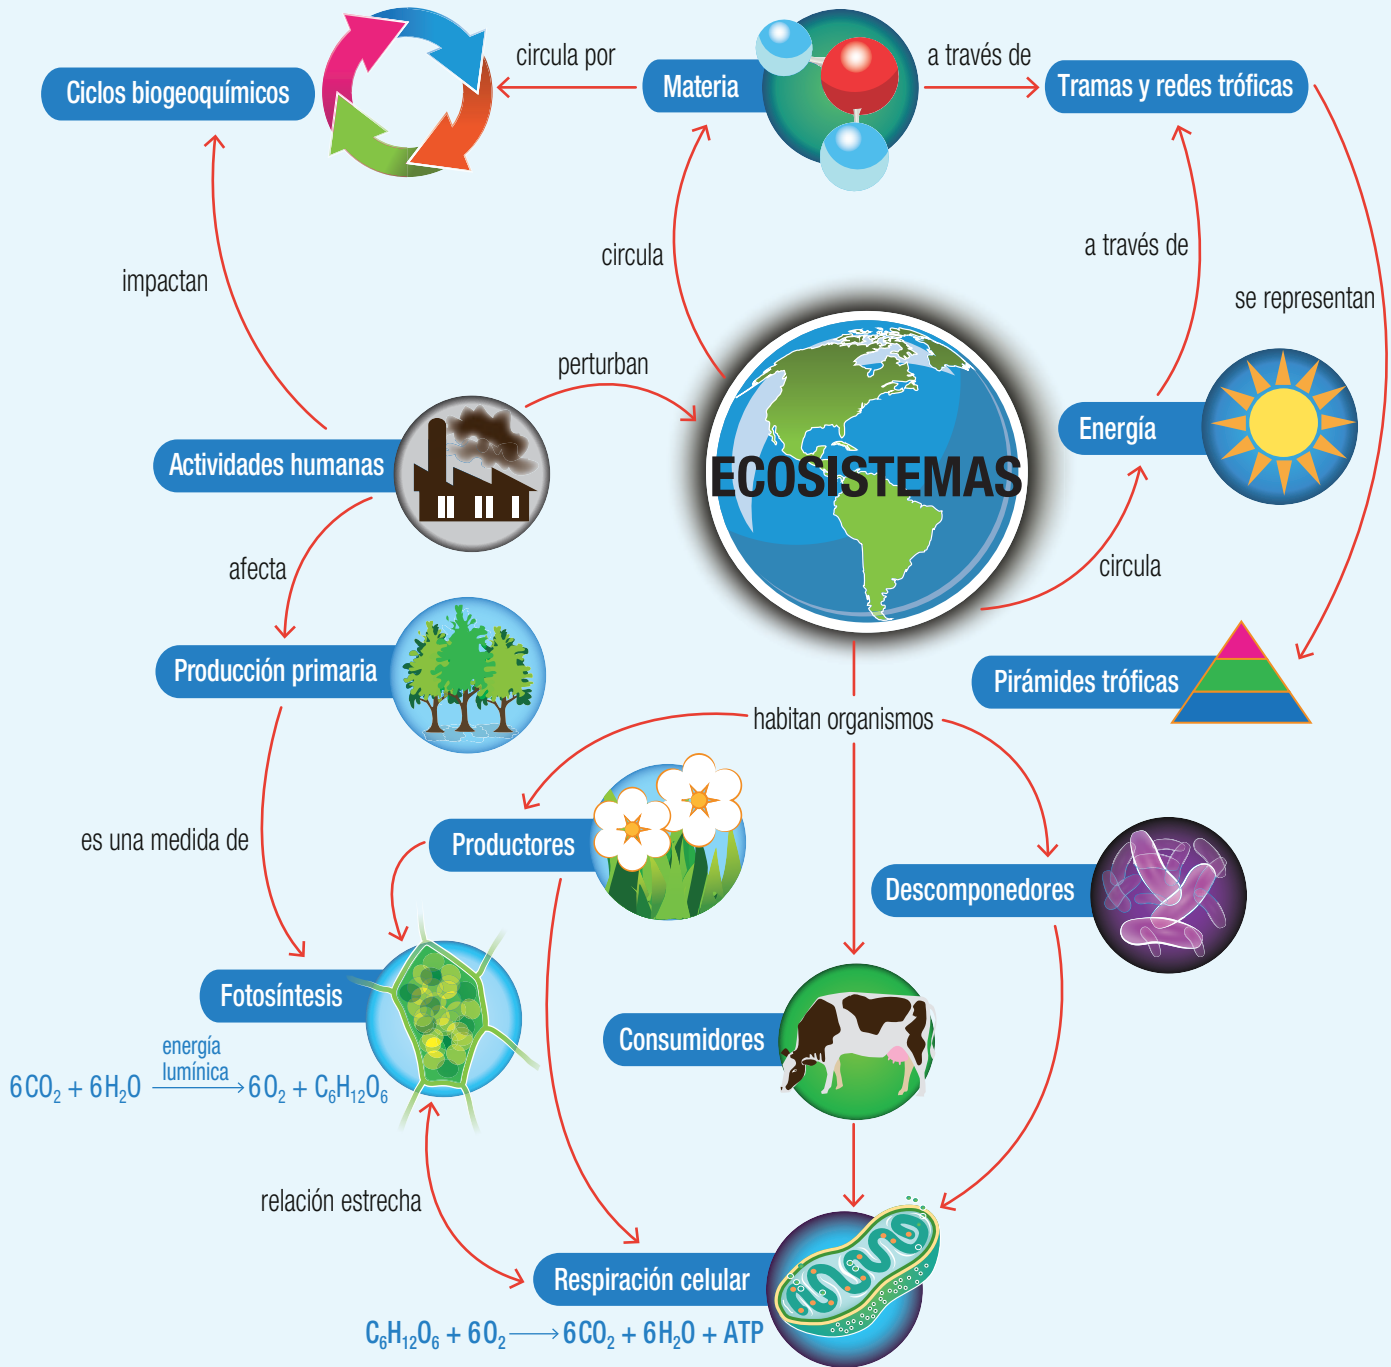 circula por
a través de
Ciclos biogeoquímicos
Materia
Tramas y redes tróficas
impactan
circula
a través de
se representan
perturban
Energía
Actividades humanas
ECOSISTEMAS
circula
afecta
Producción primaria
Pirámides tróficas
habitan organismos
es una medida de
Productores
Descomponedores
Fotosíntesis
Consumidores
energía
lumínica
6CO₂ + 6H₂O → 6O₂ + C₆H₁₂O₆
relación estrecha
Respiración celular
C₆H₁₂O₆ + 6O₂ → 6CO₂ + 6H₂O + ATP